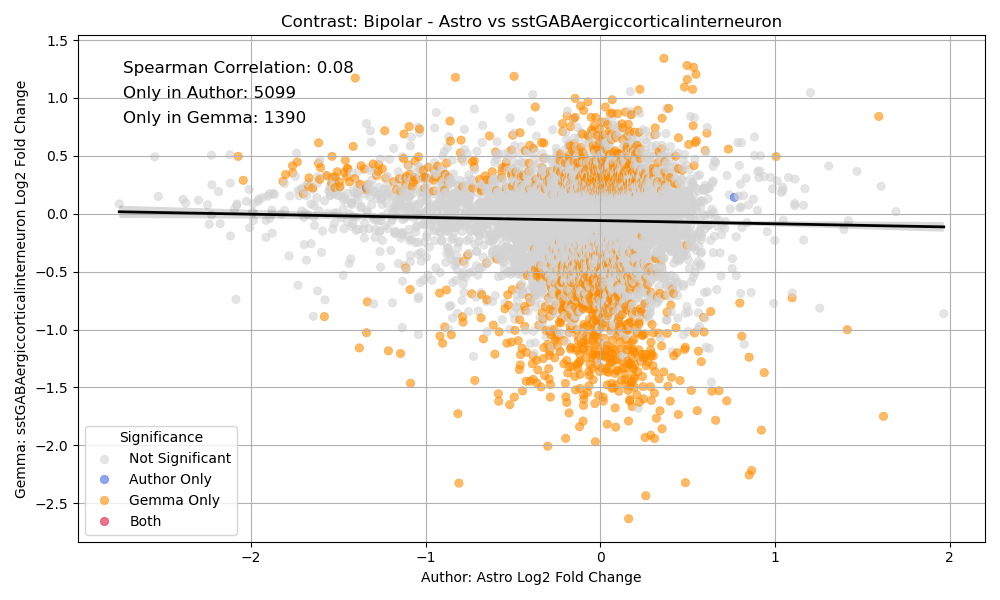 Contrast: Bipolar - Astro vs sstGABAergiccorticalinterneuron
Gemma: sstGABAergiccorticalinterneuron Log2 Fold Change
1.5
1.0
0.5
0.0
−0.5
−1.0
−1.5
−2.0
−2.5
Spearman Correlation: 0.08
Only in Author: 5099
Only in Gemma: 1390
Significance
Not Significant
Author Only
Gemma Only
Both
−2
−1
0
1
2
Author: Astro Log2 Fold Change